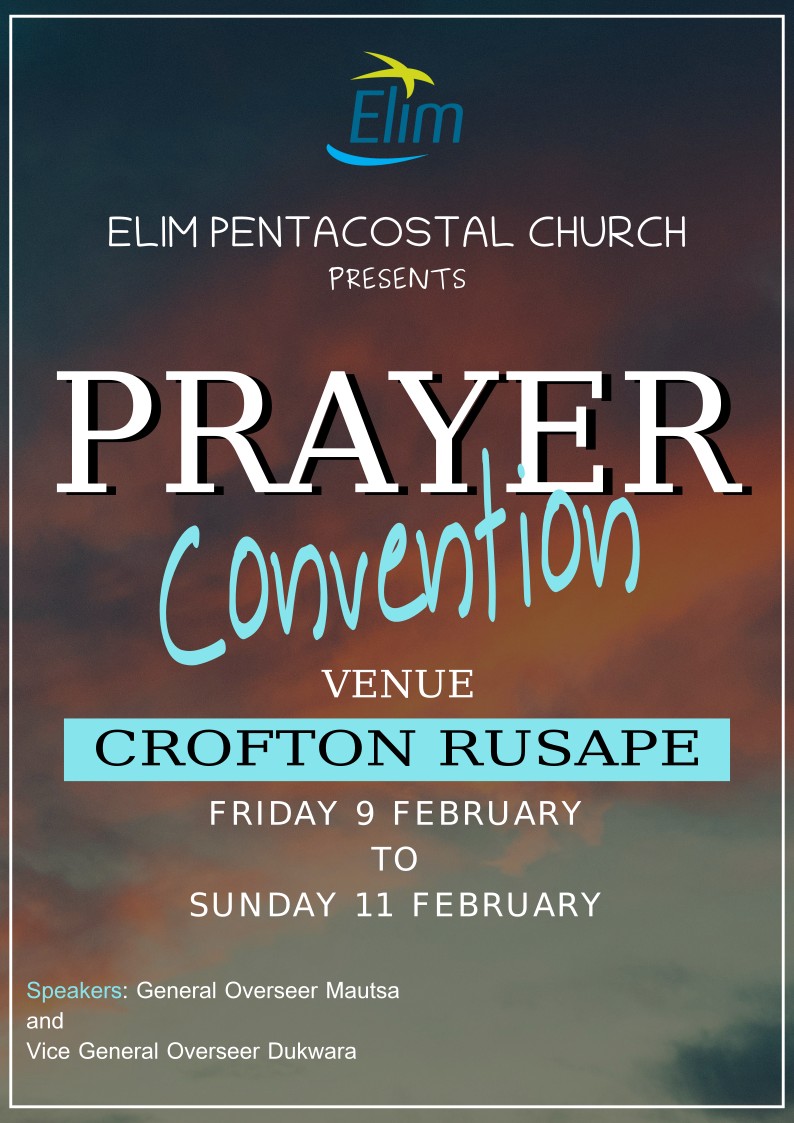 Elim
ELIM PENTACOSTAL CHURCH
PRESENTS
PRAYER
Convention
VENUE
CROFTON RUSAPE
FRIDAY 9 FEBRUARY
TO
SUNDAY 11 FEBRUARY
Speakers: General Overseer Mautsa
and
Vice General Overseer Dukwara